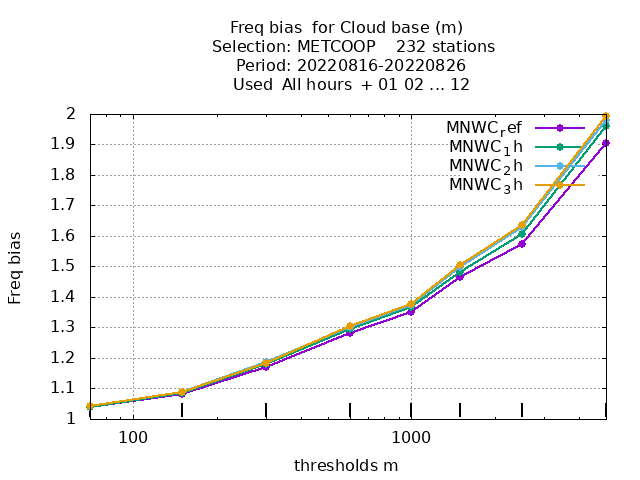 Freq bias  for Cloud base (m)
Selection: METCOOP    232 stations
Period: 20220816-20220826
Used  All hours  + 01 02 ... 12
2
1.9
1.8
1.7
1.6
1.5
1.4
1.3
1.2
1.1
1
Freq bias
MNWC_ref
MNWC_1h
MNWC_2h
MNWC_3h
100
1000
thresholds m